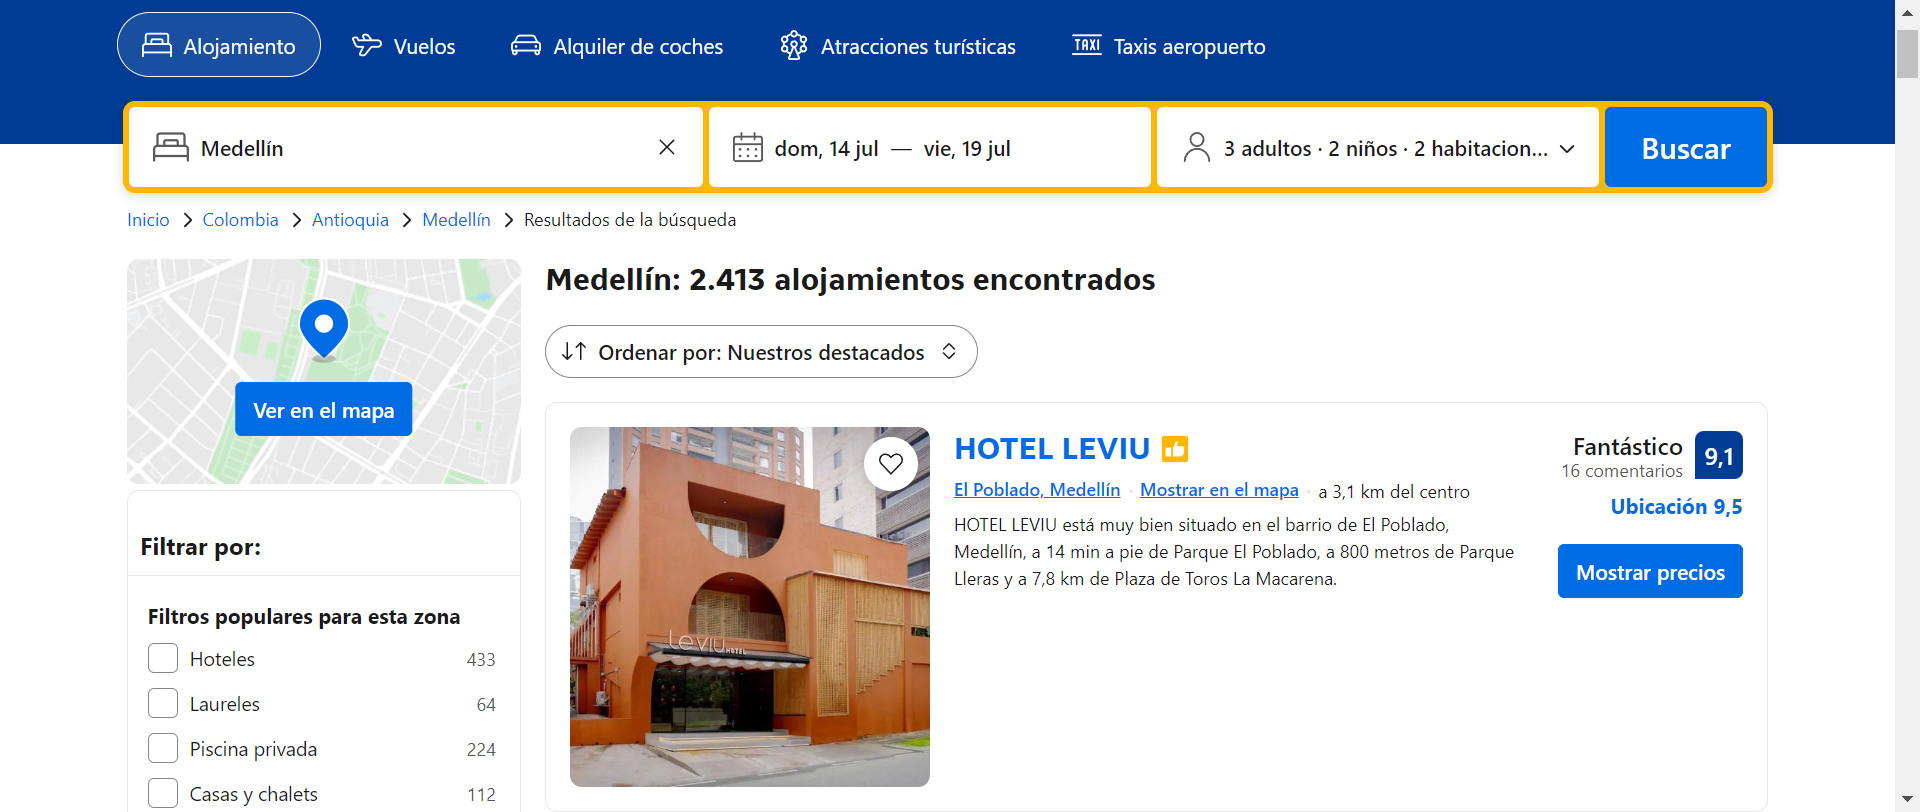 Alojamiento
Vuelos
Alquiler de coches
Atracciones turísticas
TAXI Taxis aeropuerto
Medellín
dom, 14 jul — vie, 19 jul
3 adultos · 2 niños · 2 habitacion...
Buscar
Inicio > Colombia > Antioquia > Medellín > Resultados de la búsqueda
Ver en el mapa
Medellín: 2.413 alojamientos encontrados
Ordenar por: Nuestros destacados
Filtrar por:
Filtros populares para esta zona
Hoteles 433
Laureles 64
Piscina privada 224
Casas y chalets 112
Leviu HOTEL
HOTEL LEVIU
El Poblado, Medellín · Mostrar en el mapa · a 3,1 km del centro
HOTEL LEVIU está muy bien situado en el barrio de El Poblado,
Medellín, a 14 min a pie de Parque El Poblado, a 800 metros de Parque
Lleras y a 7,8 km de Plaza de Toros La Macarena.
Fantástico 9,1
16 comentarios
Ubicación 9,5
Mostrar precios